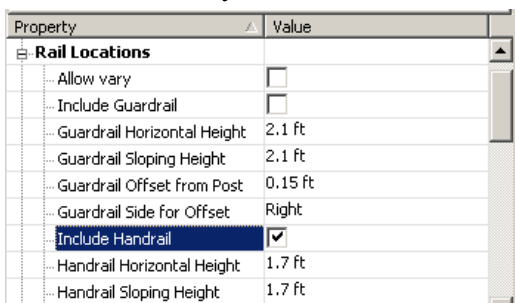 Property Value
Rail Locations
Allow vary
Include Guardrail
Guardrail Horizontal Height 2.1 ft
Guardrail Sloping Height 2.1 ft
Guardrail Offset from Post 0.15 ft
Guardrail Side for Offset Right
Include Handrail
Handrail Horizontal Height 1.7 ft
Handrail Sloping Height 1.7 ft